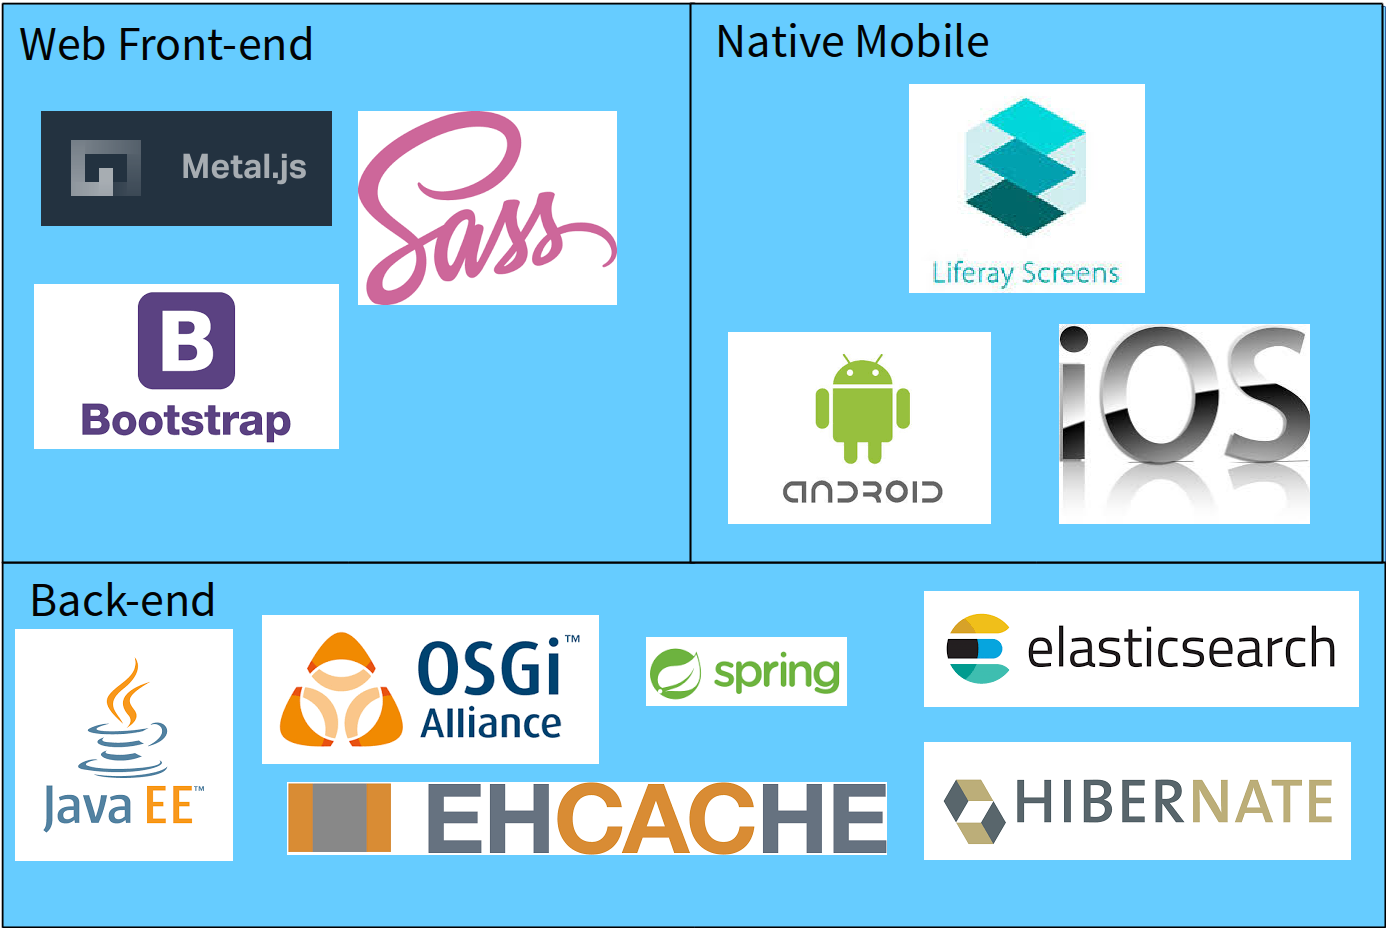 Web Front-end
Metal.js
Sass
B
Bootstrap
Native Mobile
Liferay Screens
ANDROID
iOS
Back-end
Java EE™
OSGi™
Alliance
spring
elasticsearch
EHCACHE
HIBERNATE